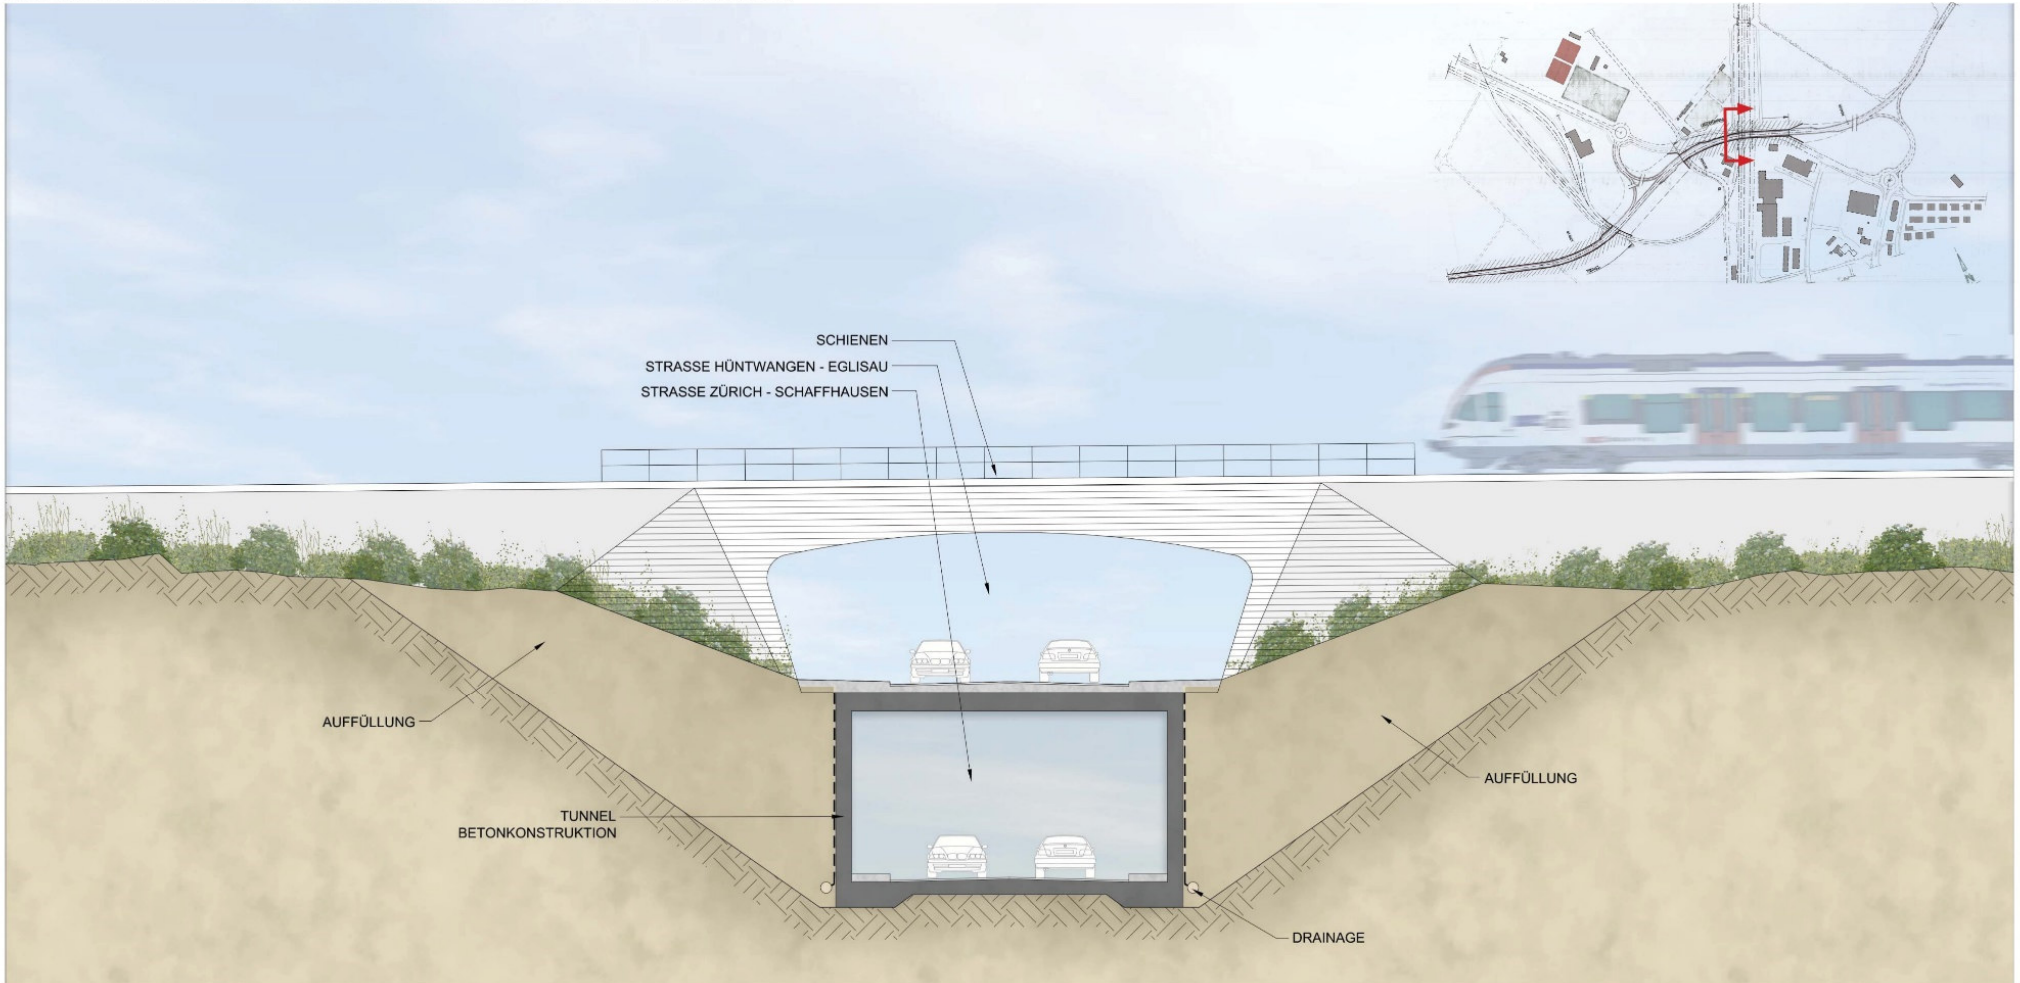 SCHIENEN
STRASSE HÜNTWANGEN - EGLISAU
STRASSE ZÜRICH - SCHAFFHAUSEN
AUFFÜLLUNG
AUFFÜLLUNG
TUNNEL
BETONKONSTRUKTION
DRAINAGE